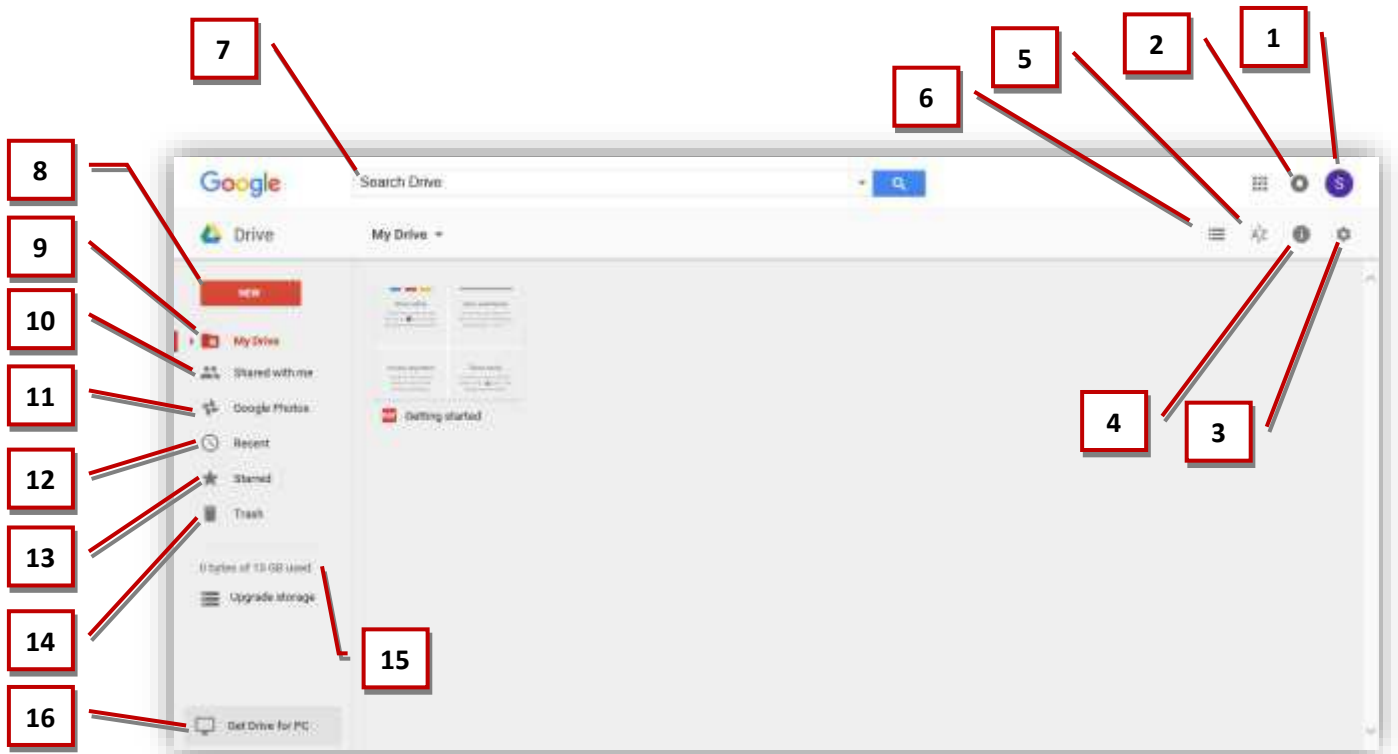 7
5
2
1
6
8
Google
Search Drive
S
9
Drive
My Drive
A/Z
NEW
10
My Drive
Shared with me
11
Google Photos
Getting started
4
3
12
Recent
Starred
13
Trash
0 bytes of 15 GB used
Upgrade storage
14
15
16
Get Drive for PC